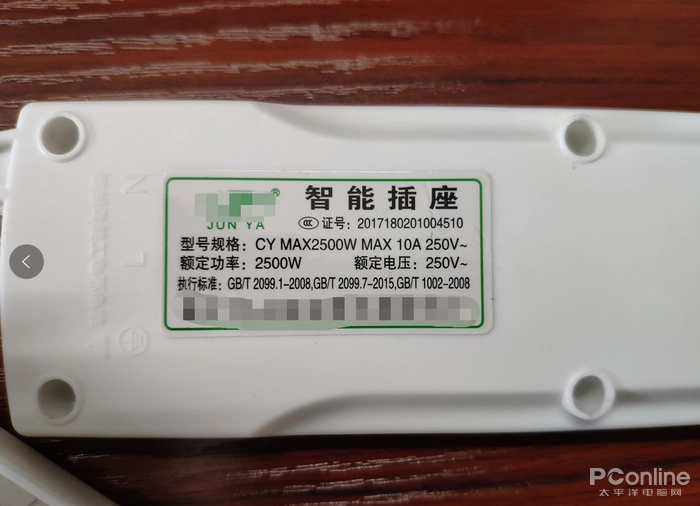 ®
JUN YA
智能插座
证号: 2017180201004510
型号规格: CY MAX2500W MAX 10A 250V~
额定功率: 2500W 额定电压: 250V~
执行标准: GB/T 2099.1-2008,GB/T 2099.7-2015,GB/T 1002-2008
N
L
PConline
太平洋电脑网